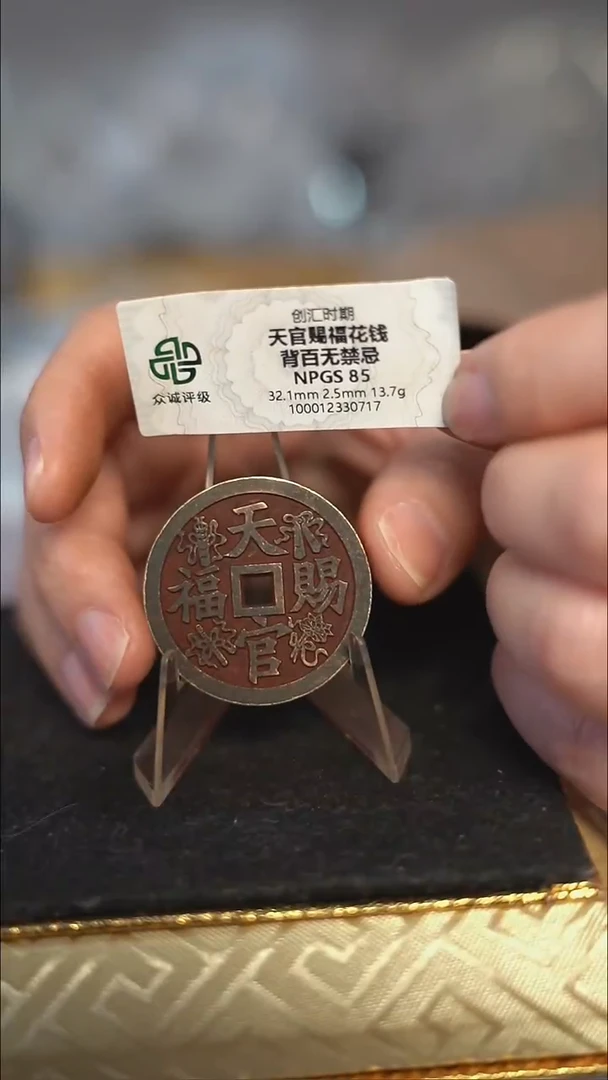 创汇时期
天官赐福花钱
背百无禁忌
NPGS 85
32.1mm 2.5mm 13.7g
100012330717
众诚评级
天官賜福